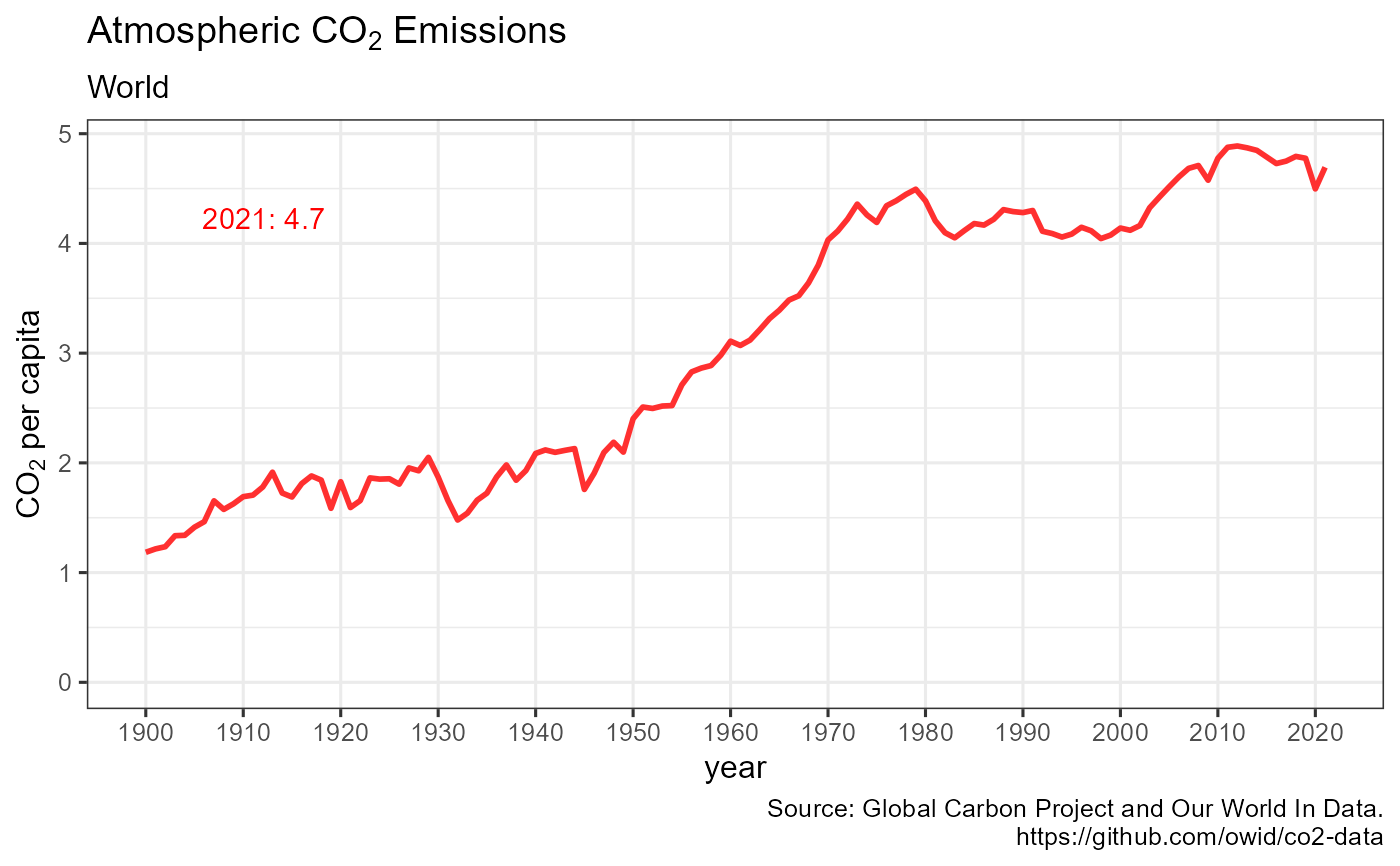 Atmospheric CO₂ Emissions
World
5
4
3
2
1
0
CO₂ per capita
2021: 4.7
1900 1910 1920 1930 1940 1950 1960 1970 1980 1990 2000 2010 2020
year
Source: Global Carbon Project and Our World In Data.
https://github.com/owid/co2-data